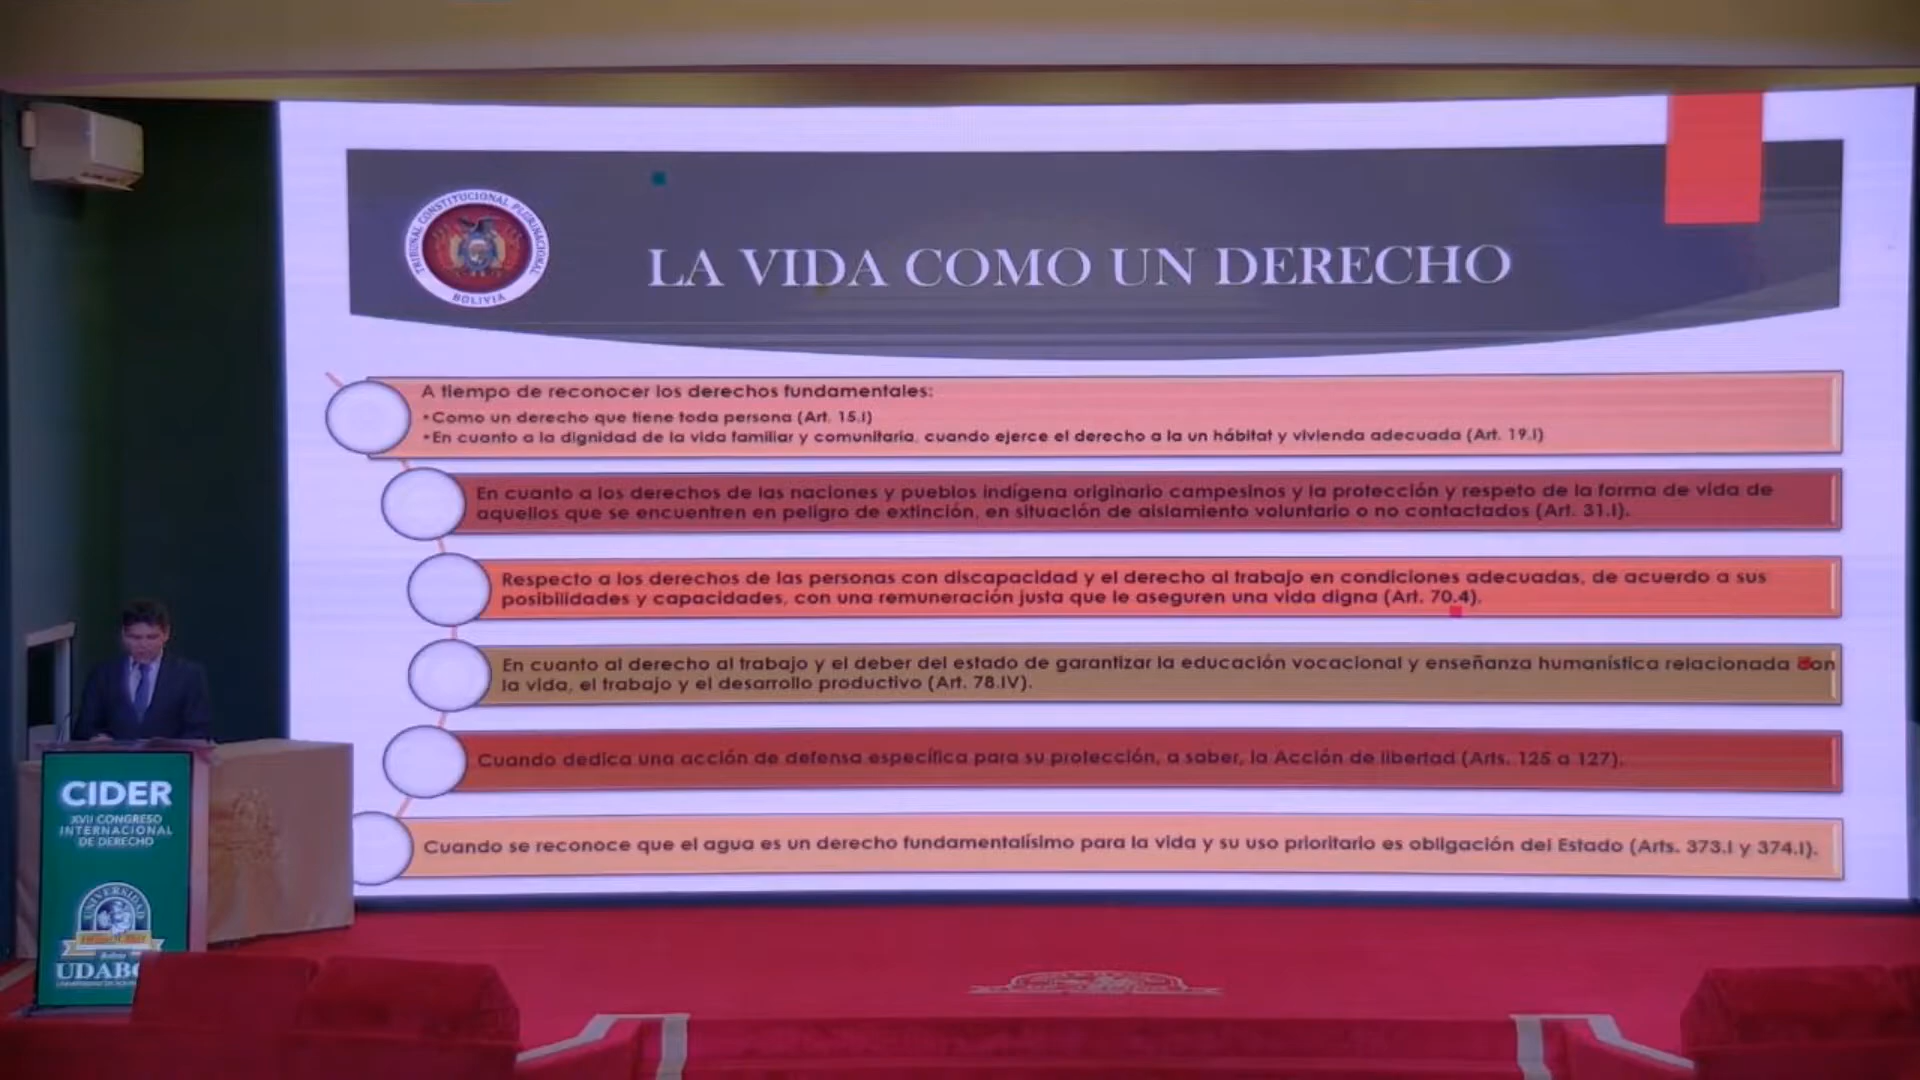 TRIBUNAL CONSTITUCIONAL PLURINACIONAL
BOLIVIA
LA VIDA COMO UN DERECHO
A tiempo de reconocer los derechos fundamentales:
•Como un derecho que tiene toda persona (Art. 15.I)
•En cuanto a la dignidad de la vida familiar y comunitaria, cuando ejerce el derecho a la un hábitat y vivienda adecuada (Art. 19.I)
En cuanto a los derechos de las naciones y pueblos indígena originario campesinos y la protección y respeto de la forma de vida de
aquellos que se encuentren en peligro de extinción, en situación de aislamiento voluntario o no contactados (Art. 31.I).
Respecto a los derechos de las personas con discapacidad y el derecho al trabajo en condiciones adecuadas, de acuerdo a sus
posibilidades y capacidades, con una remuneración justa que le aseguren una vida digna (Art. 70.4).
En cuanto al derecho al trabajo y el deber del estado de garantizar la educación vocacional y enseñanza humanística relacionada con
la vida, el trabajo y el desarrollo productivo (Art. 78.IV).
Cuando dedica una acción de defensa específica para su protección, a saber, la Acción de libertad (Arts. 125 a 127).
Cuando se reconoce que el agua es un derecho fundamentalísimo para la vida y su uso prioritario es obligación del Estado (Arts. 373.I y 374.I).
CIDER
XVII CONGRESO
INTERNACIONAL
DE DERECHO
UNIVERSIDAD
Bolivia
UDABO